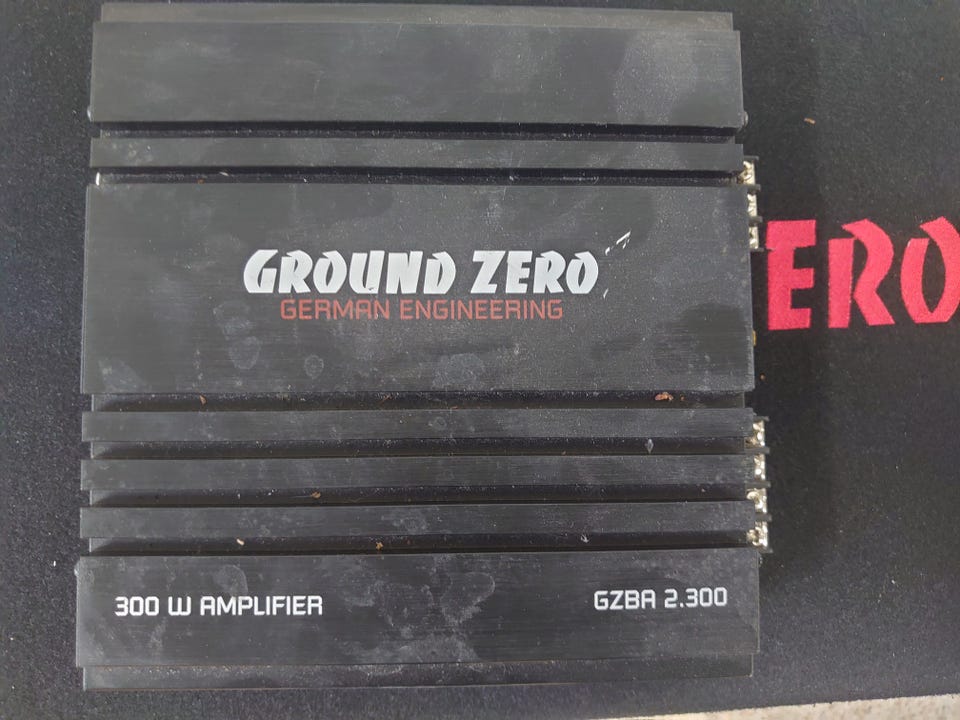 GROUND ZERO
GERMAN ENGINEERING
ERO
300 W AMPLIFIER
GZBA 2.300